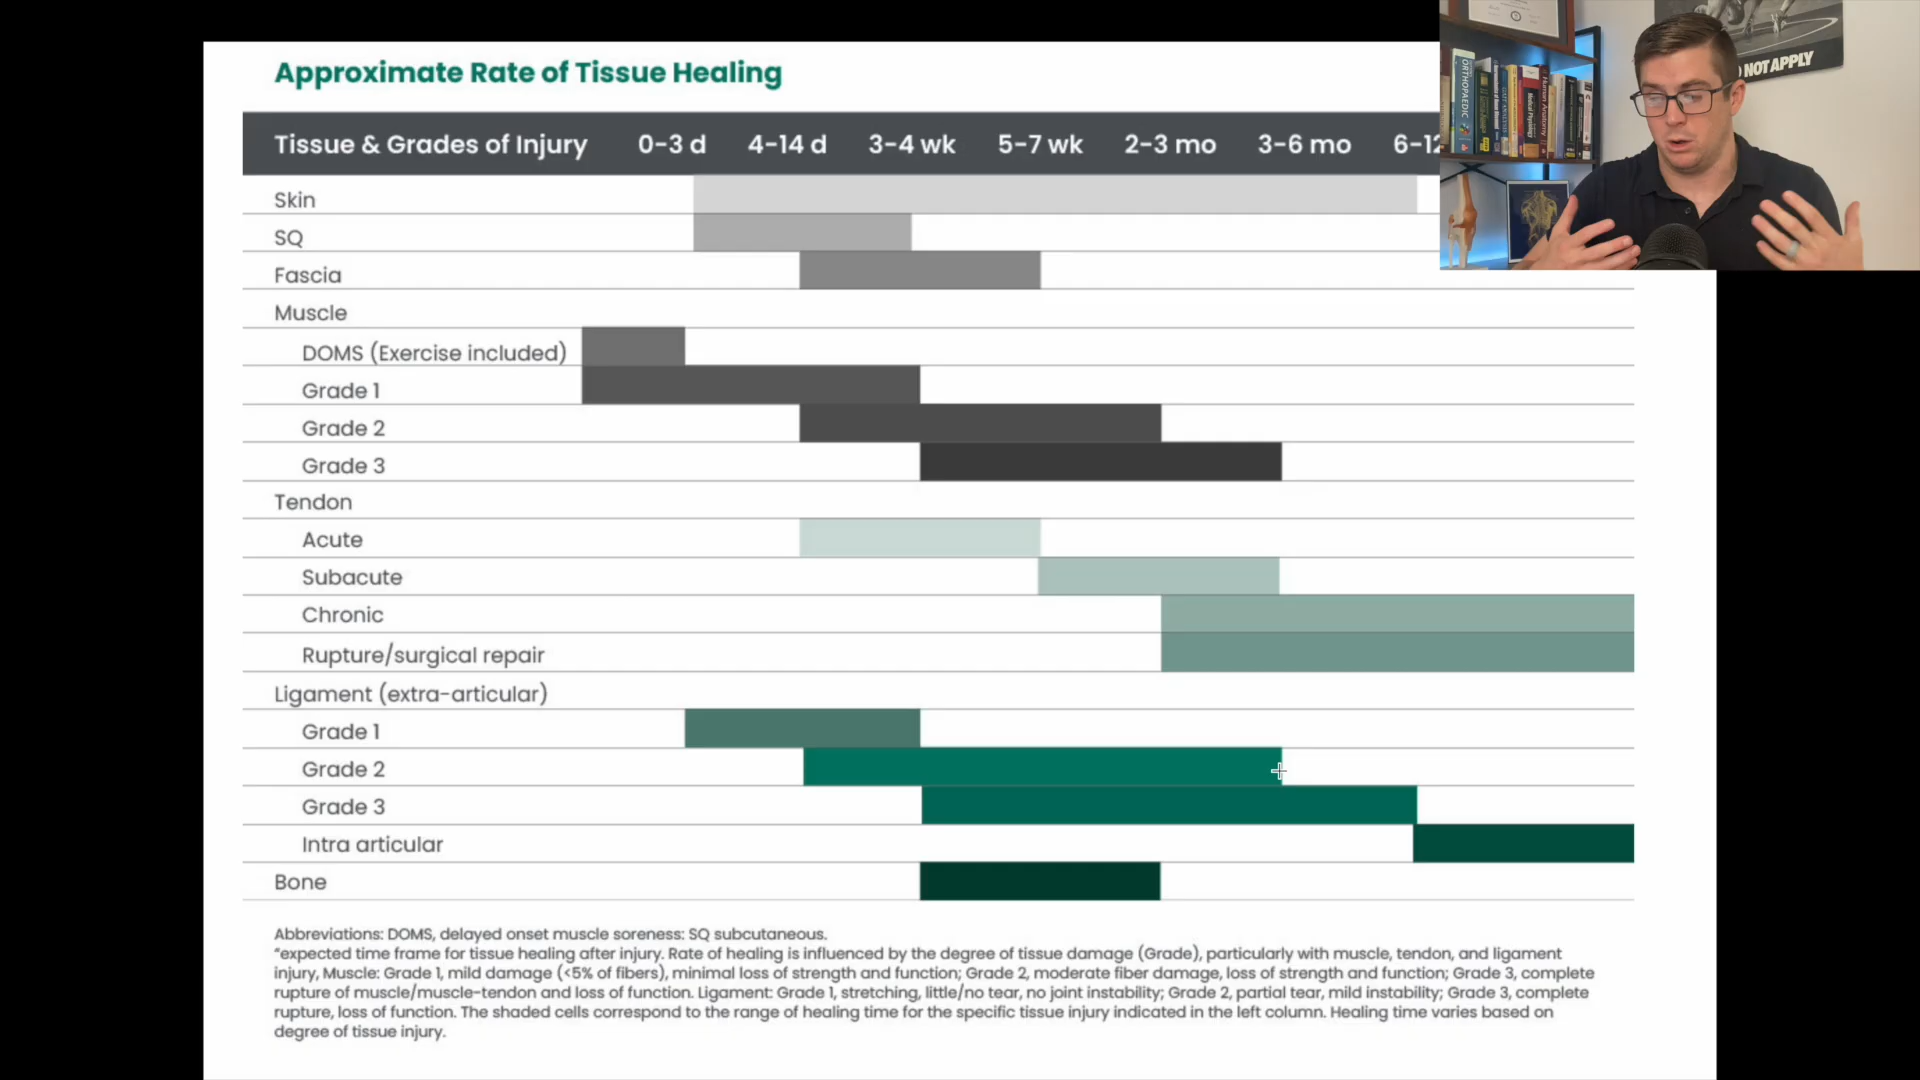 Approximate Rate of Tissue Healing
Tissue & Grades of Injury 0-3 d 4-14 d 3-4 wk 5-7 wk 2-3 mo 3-6 mo 6-12
Skin
SQ
Fascia
Muscle
DOMS (Exercise included)
Grade 1
Grade 2
Grade 3
Tendon
Acute
Subacute
Chronic
Rupture/surgical repair
Ligament (extra-articular)
Grade 1
Grade 2
Grade 3
Intra articular
Bone
Abbreviations: DOMS, delayed onset muscle soreness: SQ subcutaneous.
“expected time frame for tissue healing after injury. Rate of healing is influenced by the degree of tissue damage (Grade), particularly with muscle, tendon, and ligament
injury, Muscle: Grade 1, mild damage (<5% of fibers), minimal loss of strength and function; Grade 2, moderate fiber damage, loss of strength and function; Grade 3, complete
rupture of muscle/muscle-tendon and loss of function. Ligament: Grade 1, stretching, little/no tear, no joint instability; Grade 2, partial tear, mild instability; Grade 3, complete
rupture, loss of function. The shaded cells correspond to the range of healing time for the specific tissue injury indicated in the left column. Healing time varies based on
degree of tissue injury.
NOT APPLY
ORTHOPAEDIC
Human Anatomy
Medical Physiology